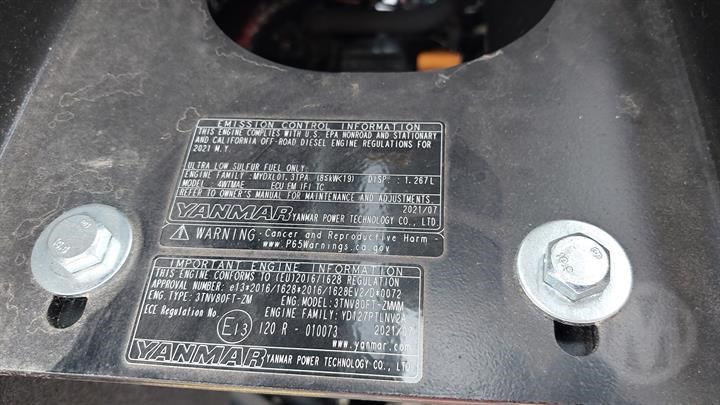 EMISSION CONTROL INFORMATION
THIS ENGINE COMPLIES WITH U.S. EPA NONROAD AND STATIONARY
AND CALIFORNIA OFF-ROAD DIESEL ENGINE REGULATIONS FOR
2021 M.Y.
ULTRA LOW SULFUR FUEL ONLY
ENGINE FAMILY : MYDXL01.3TPA (8≤kW<19) DISP. : 1.267L
MODEL : 4WTMAE ECU EM IFI TC
REFER TO OWNER'S MANUAL FOR MAINTENANCE AND ADJUSTMENTS
2021/07
YANMAR YANMAR POWER TECHNOLOGY CO., LTD.
WARNING - Cancer and Reproductive Harm -
www.P65Warnings.ca.gov
IMPORTANT ENGINE INFORMATION
THIS ENGINE CONFORMS TO (EU)2016/1628 REGULATION
APPROVAL NUMBER: e13*2016/1628*2016/1628EV2/D*0072
ENG. TYPE: 3TNV80FT-ZM ENG. MODEL: 3TNV80FT-ZMWM
ENGINE FAMILY: YDI27PTLNV2A
ECE Regulation No. E13 120 R - 010073 2021/07
www.yanmar.com
YANMAR YANMAR POWER TECHNOLOGY CO., LTD.